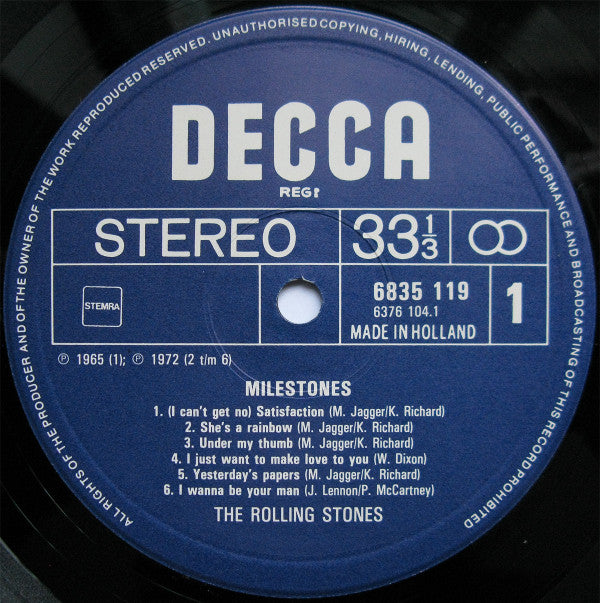 ALL RIGHTS OF THE PRODUCER AND OF THE OWNER OF THE WORK REPRODUCED RESERVED. UNAUTHORISED COPYING, HIRING, LENDING, PUBLIC PERFORMANCE AND BROADCASTING OF THIS RECORD PROHIBITED
DECCA
REGD
STEREO
33 1/3
STEMRA
6835 119
6376 104.1
MADE IN HOLLAND
1
℗ 1965 (1); ℗ 1972 (2 t/m 6)
MILESTONES
1. (I can't get no) Satisfaction (M. Jagger/K. Richard)
2. She's a rainbow (M. Jagger/K. Richard)
3. Under my thumb (M. Jagger/K. Richard)
4. I just want to make love to you (W. Dixon)
5. Yesterday's papers (M. Jagger/K. Richard)
6. I wanna be your man (J. Lennon/P. McCartney)
THE ROLLING STONES